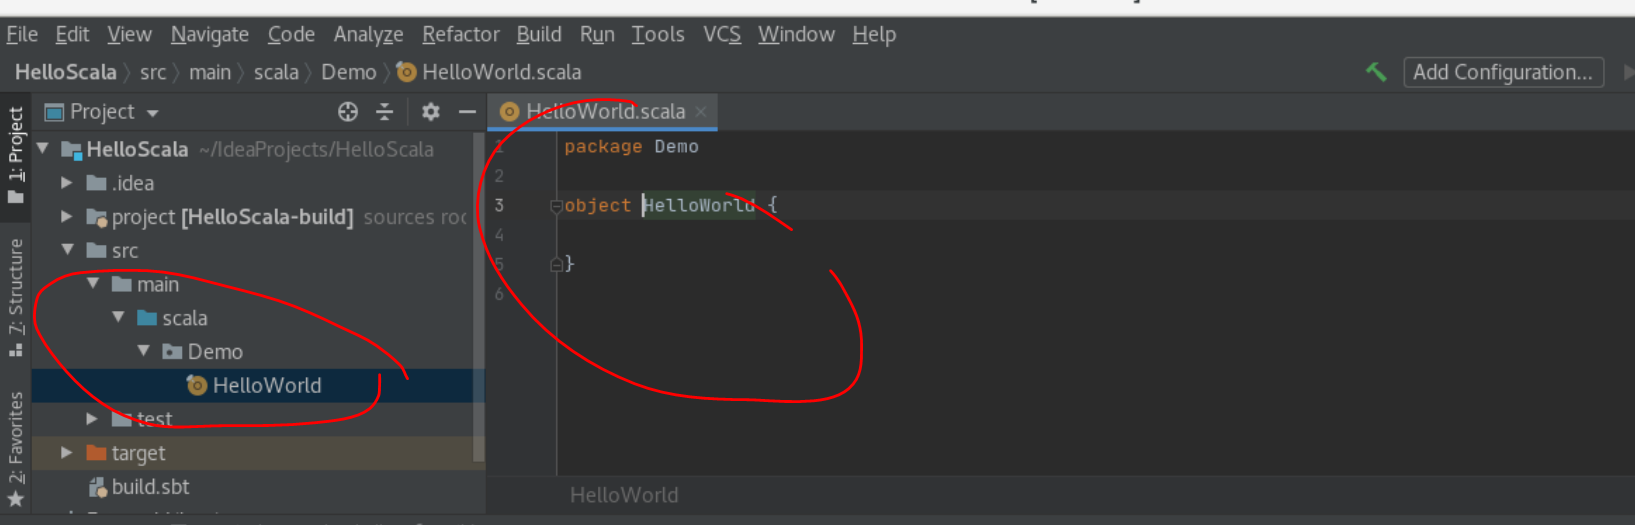 File Edit View Navigate Code Analyze Refactor Build Run Tools VCS Window Help
HelloScala src main scala Demo HelloWorld.scala Add Configuration...
1: Project
7: Structure
2: Favorites
Project
HelloScala ~/IdeaProjects/HelloScala
.idea
project [HelloScala-build] sources roo
src
main
scala
Demo
HelloWorld
test
target
build.sbt
HelloWorld.scala
1 package Demo
2
3 object HelloWorld {
4
5 }
6
HelloWorld